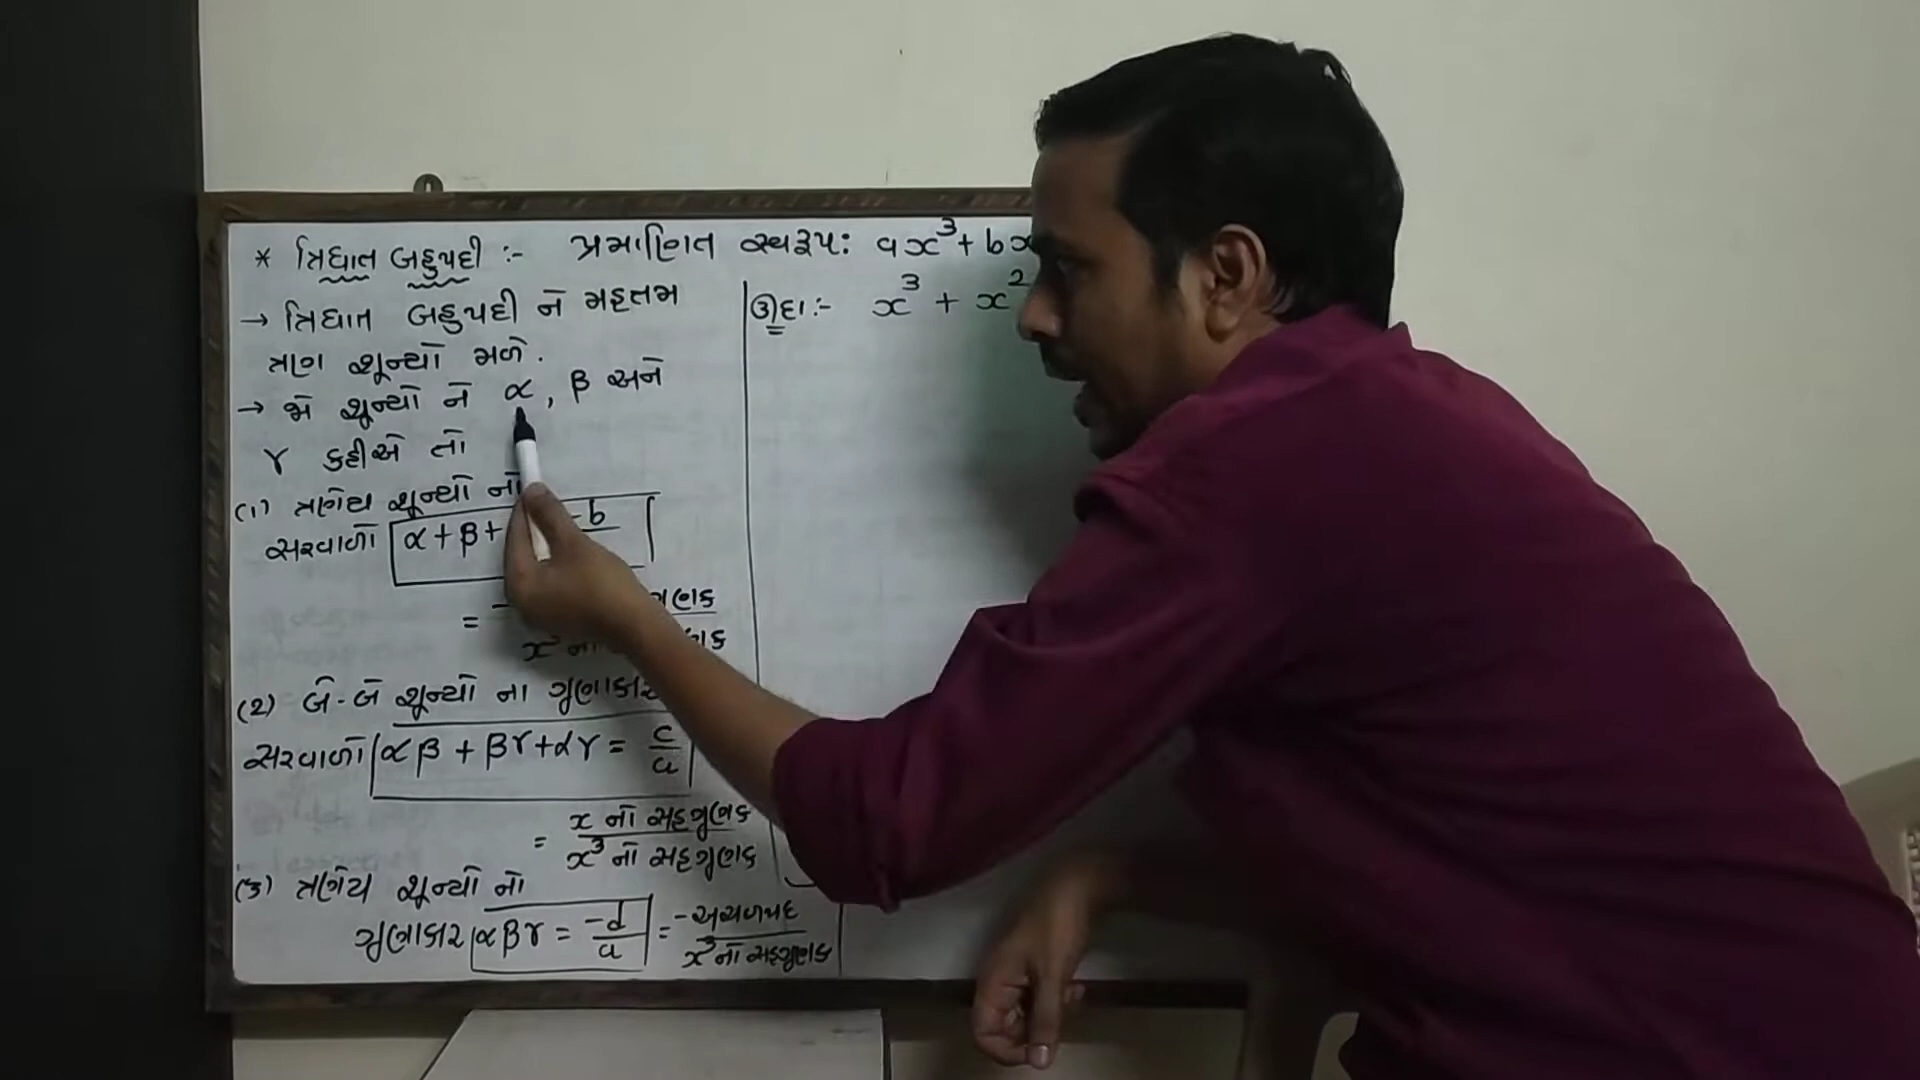 * ત્રિઘાત બહુપદી :- પ્રમાણિત સ્વરૂપ: ax³ + bx
→ ત્રિઘાત બહુપદી ને મહત્તમ
ત્રણ શૂન્યો મળે.
→ જો શૂન્યો ને α, β અને
γ કહીએ તો
(1) ત્રણેય શૂન્યો નો
સરવાળો α + β + -b
=
x³ નો
(2) બે-બે શૂન્યો ના ગુણાકાર
સરવાળો αβ + βγ + αγ = c/a
= x નો સહગુણક / x³ નો સહગુણક
(3) ત્રણેય શૂન્યો નો
ગુણાકાર αβγ = -d/a = -અચળપદ / x³ નો સહગુણક
ઉદા :- x³ + x²